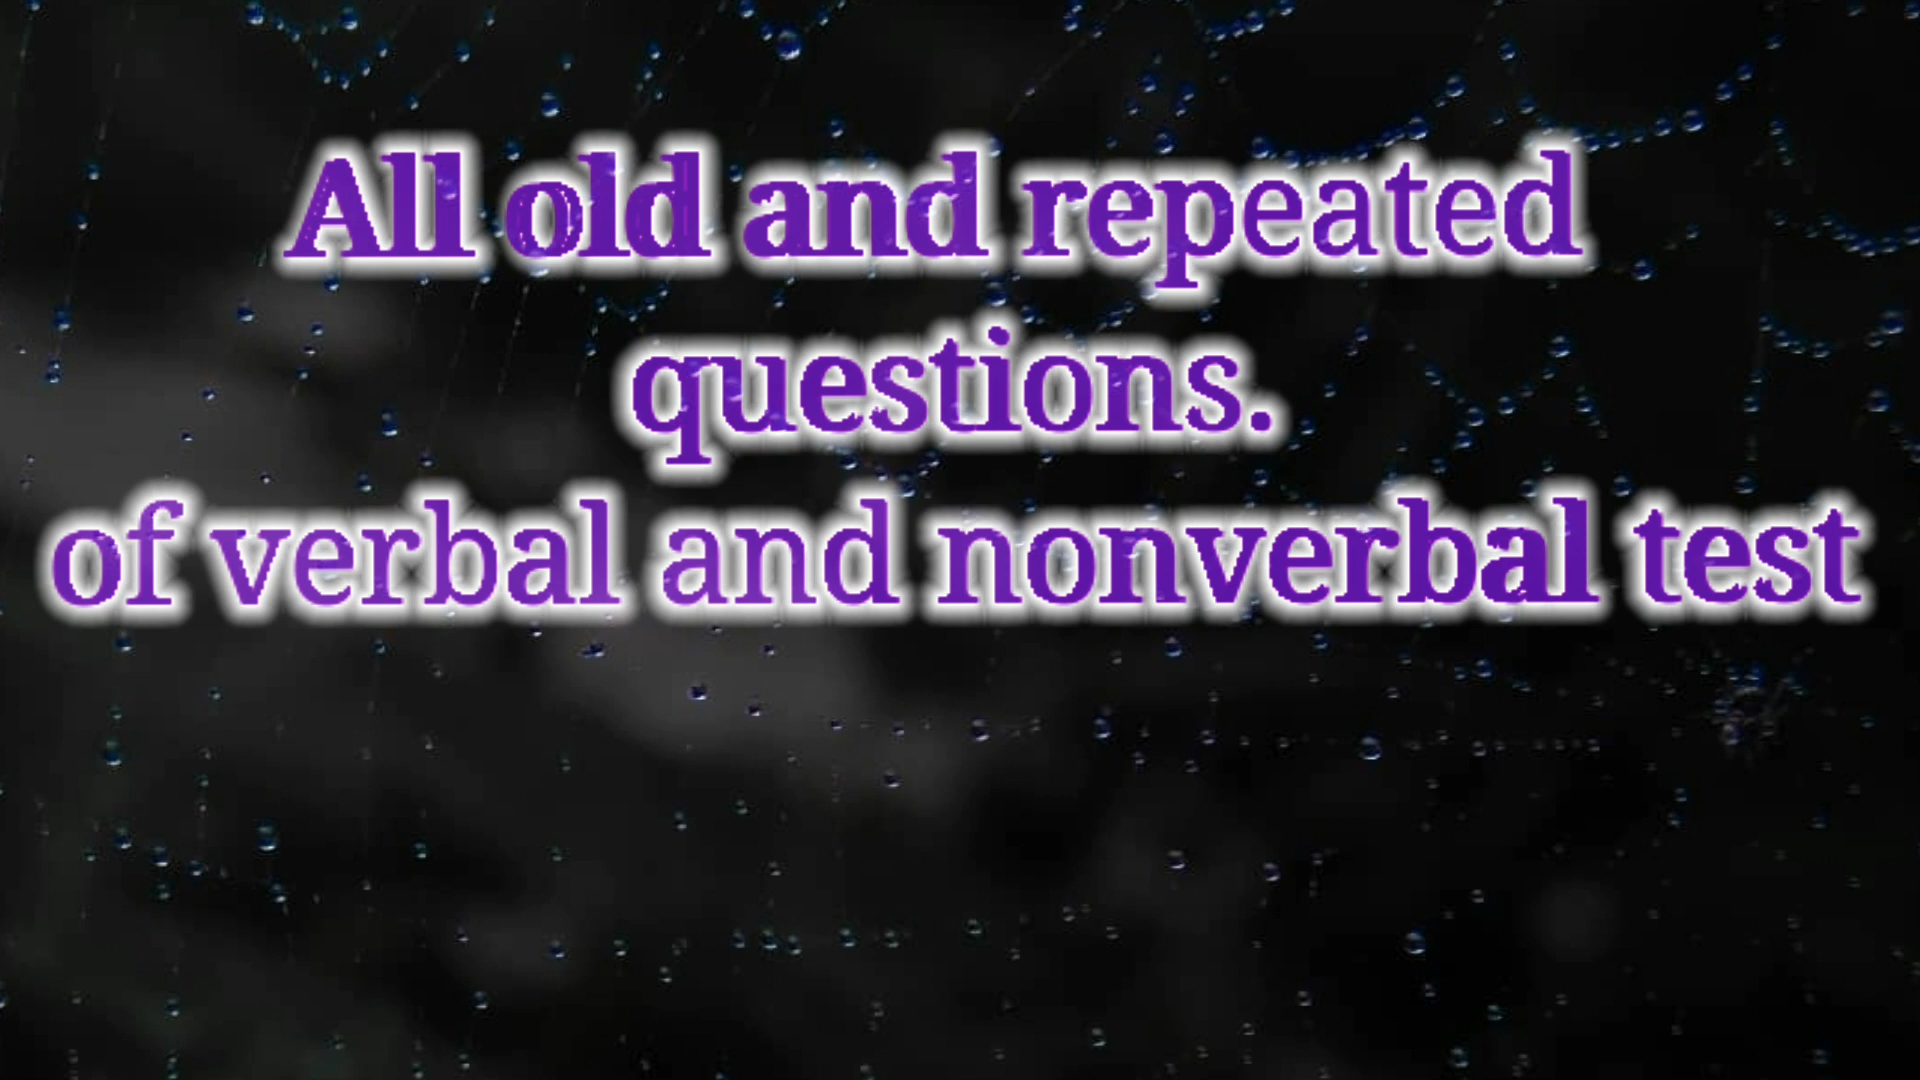 All old and repeated
questions.
of verbal and nonverbal test